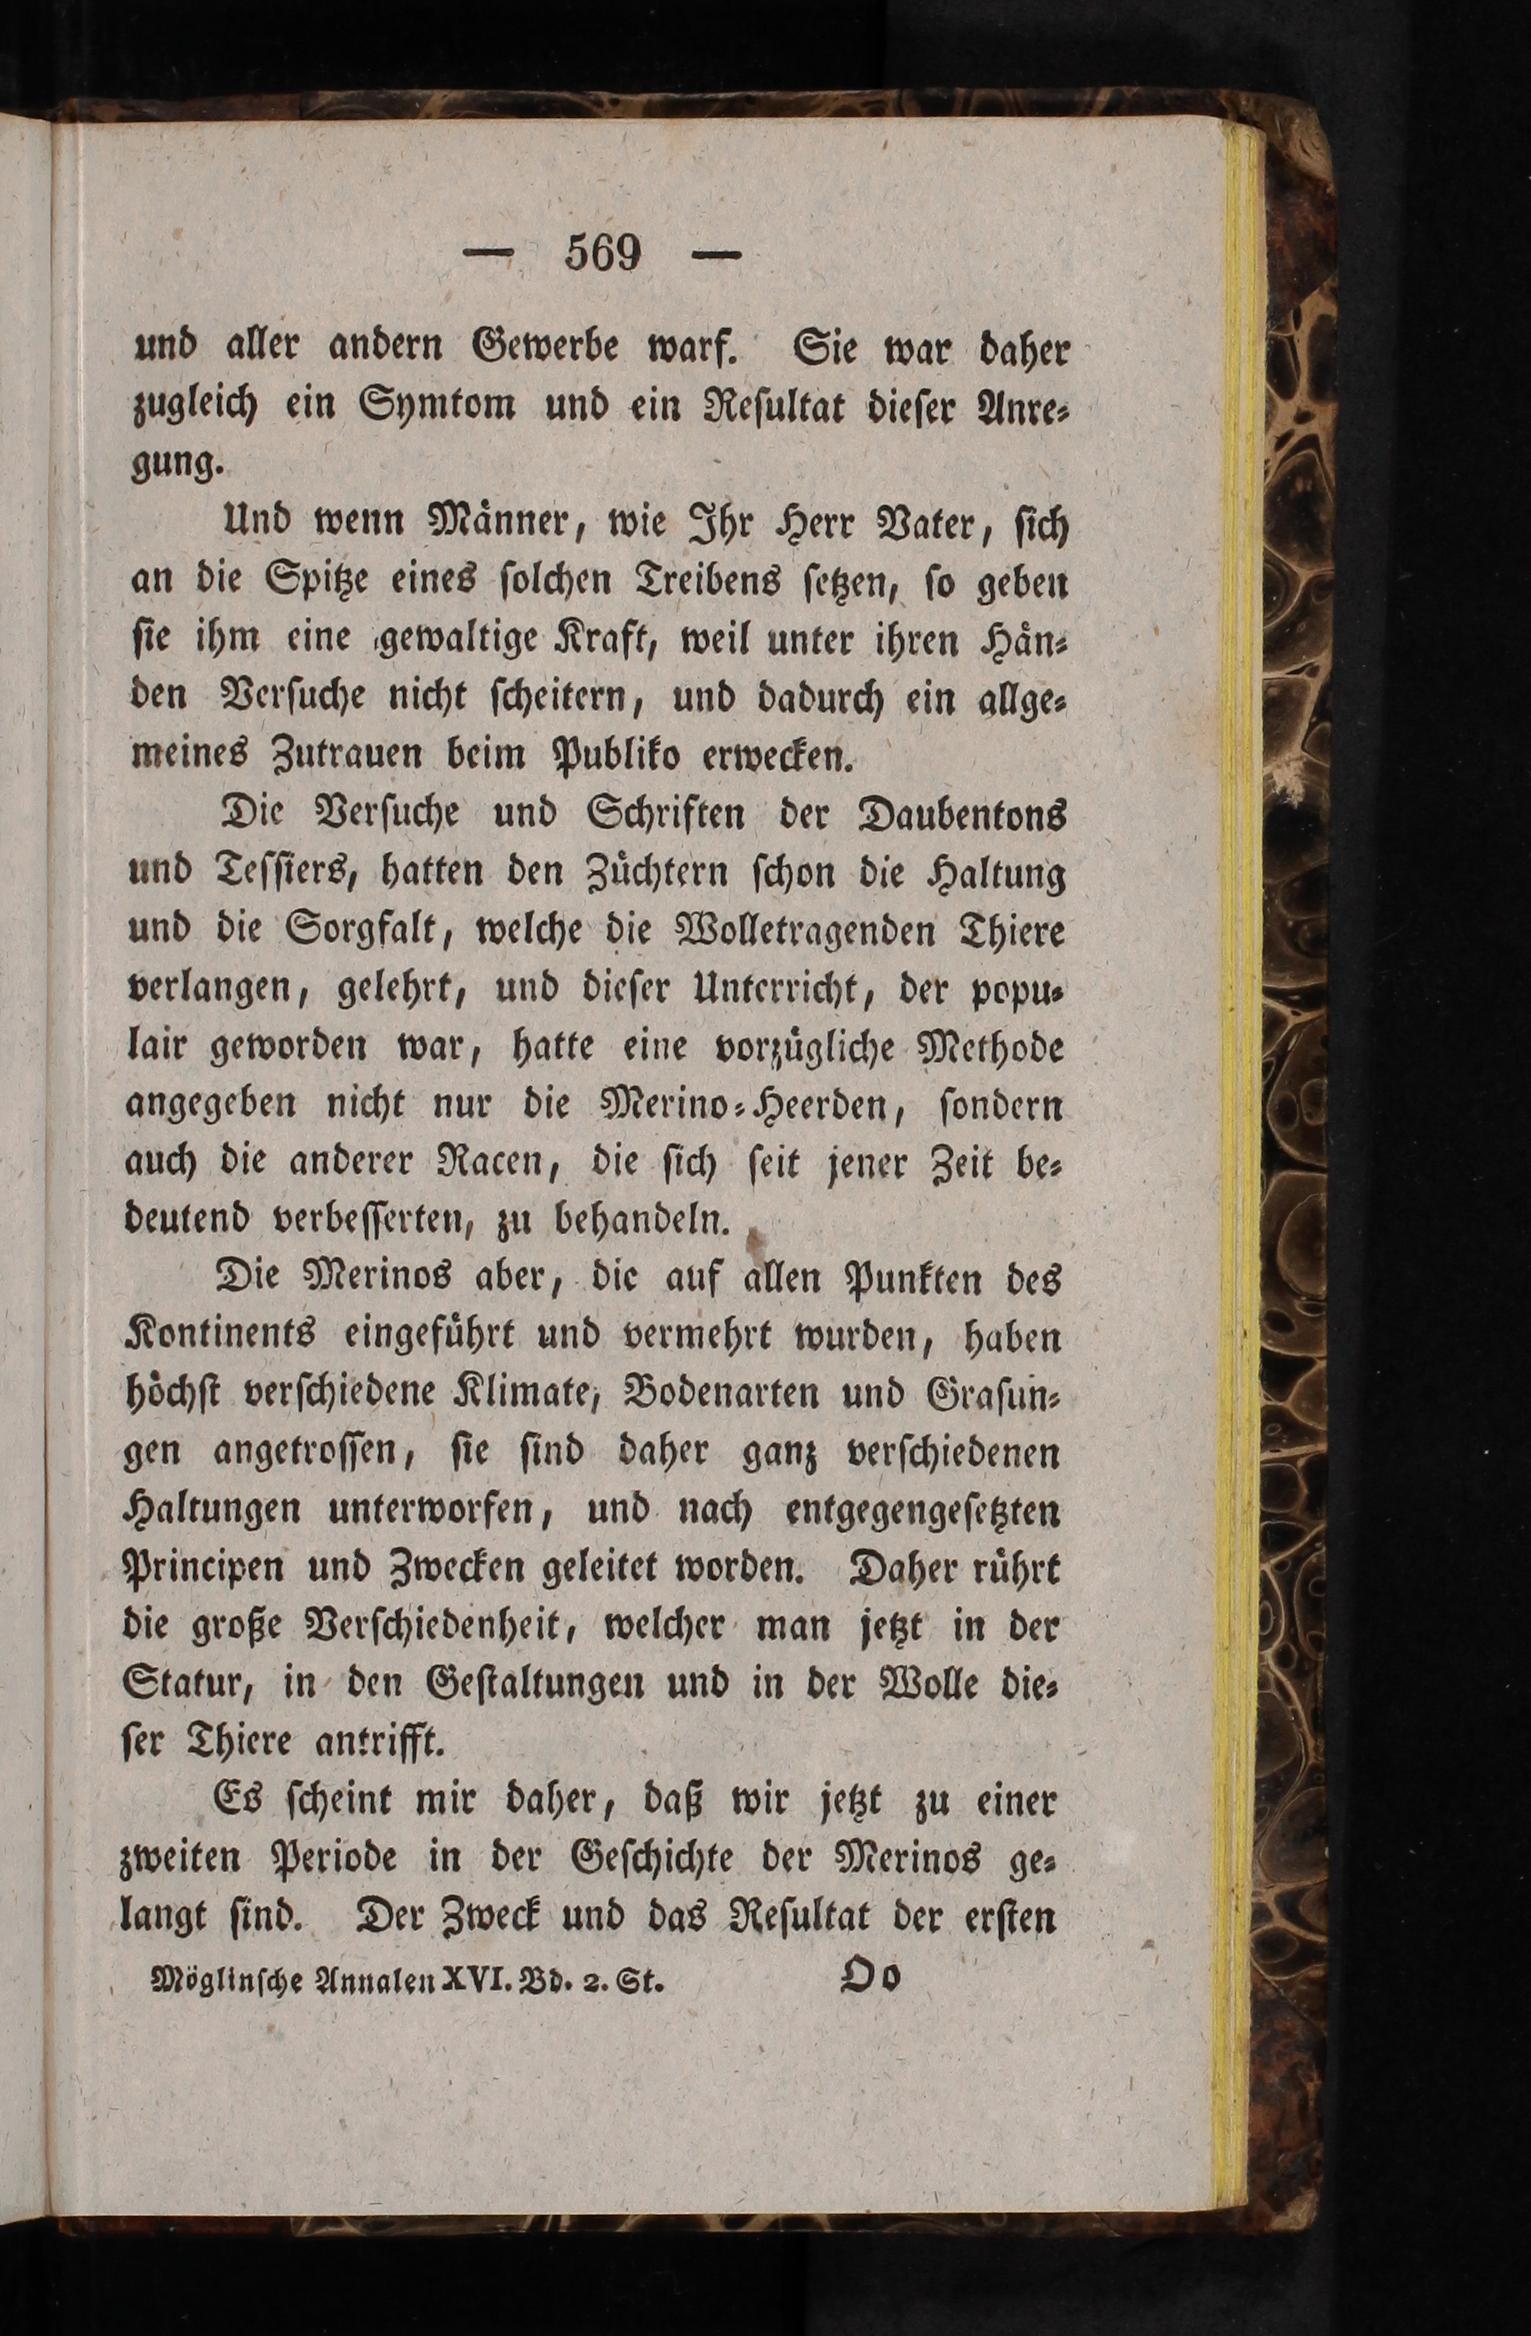 — 569 —
und aller andern Gewerbe warf. Sie war daher
zugleich ein Symtom und ein Reſultat dieſer Anre⸗
gung.
Und wenn Männer, wie Ihr Herr Vater, ſich
an die Spitze eines ſolchen Treibens ſetzen, ſo geben
ſie ihm eine gewaltige Kraft, weil unter ihren Hän⸗
den Verſuche nicht ſcheitern, und dadurch ein allge⸗
meines Zutrauen beim Publiko erwecken.
Die Verſuche und Schriften der Daubentons
und Teſſiers, hatten den Züchtern ſchon die Haltung
und die Sorgfalt, welche die Wolletragenden Thiere
verlangen, gelehrt, und dieſer Unterricht, der popu⸗
lair geworden war, hatte eine vorzügliche Methode
angegeben nicht nur die Merino⸗Heerden, ſondern
auch die anderer Racen, die ſich ſeit jener Zeit be⸗
deutend verbeſſerten, zu behandeln.
Die Merinos aber, die auf allen Punkten des
Kontinents eingeführt und vermehrt wurden, haben
höchſt verſchiedene Klimate, Bodenarten und Graſun⸗
gen angetroſſen, ſie ſind daher ganz verſchiedenen
Haltungen unterworfen, und nach entgegengeſetzten
Principen und Zwecken geleitet worden. Daher rührt
die große Verſchiedenheit, welcher man jetzt in der
Statur, in den Geſtaltungen und in der Wolle die⸗
ſer Thiere antrifft.
Es ſcheint mir daher, daß wir jetzt zu einer
zweiten Periode in der Geſchichte der Merinos ge⸗
langt ſind. Der Zweck und das Reſultat der erſten
Möglinſche Annalen XVI. Bd. 2. St. Oo